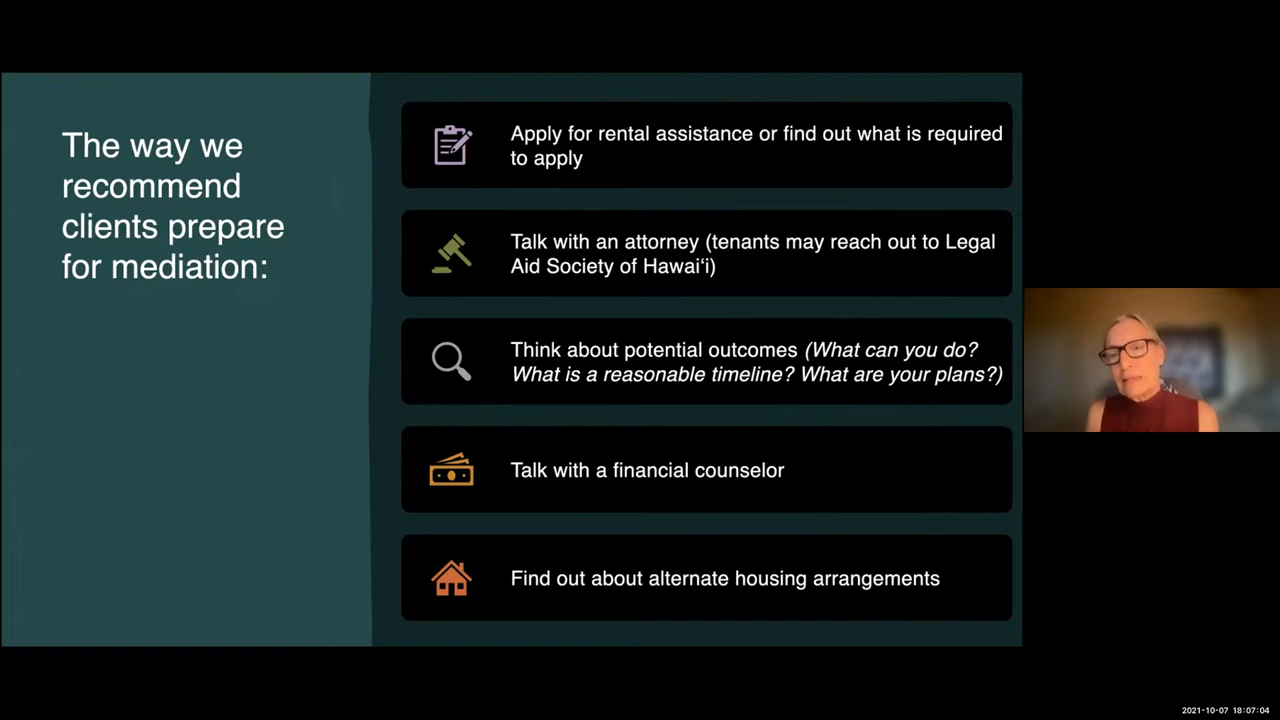 The way we
recommend
clients prepare
for mediation:
Apply for rental assistance or find out what is required
to apply
Talk with an attorney (tenants may reach out to Legal
Aid Society of Hawaiʻi)
Think about potential outcomes (What can you do?
What is a reasonable timeline? What are your plans?)
Talk with a financial counselor
Find out about alternate housing arrangements
2021-10-07 18:07:04